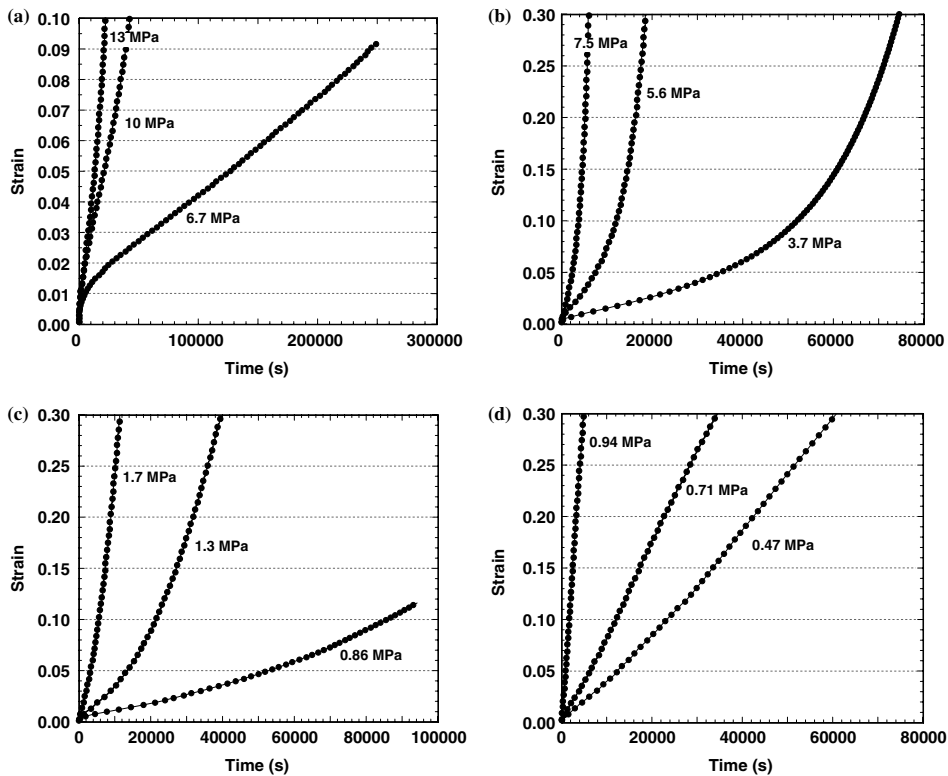 (a)
0.10
0.09
0.08
0.07
0.06
0.05
0.04
0.03
0.02
0.01
0.00
Strain
13 MPa
10 MPa
6.7 MPa
0 100000 200000 300000
Time (s)
(b)
0.30
0.25
0.20
0.15
0.10
0.05
0.00
Strain
7.5 MPa
5.6 MPa
3.7 MPa
0 20000 40000 60000 80000
Time (s)
(c)
0.30
0.25
0.20
0.15
0.10
0.05
0.00
Strain
1.7 MPa
1.3 MPa
0.86 MPa
0 20000 40000 60000 80000 100000
Time (s)
(d)
0.30
0.25
0.20
0.15
0.10
0.05
0.00
Strain
0.94 MPa
0.71 MPa
0.47 MPa
0 20000 40000 60000 80000
Time (s)